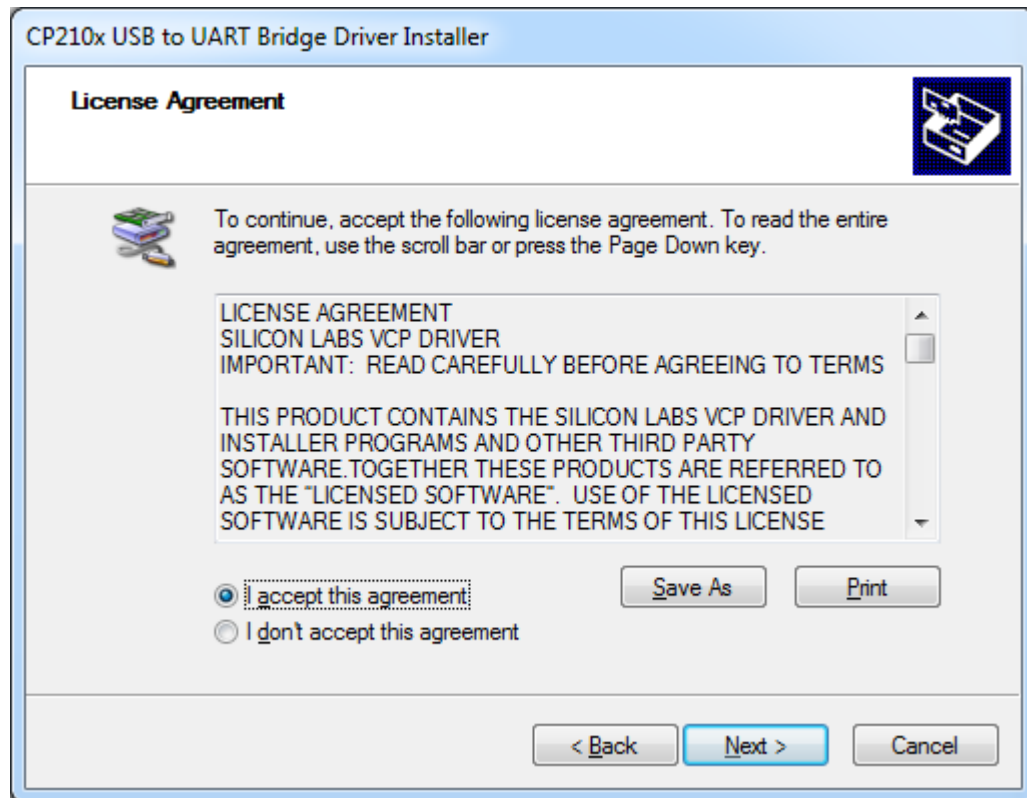 CP210x USB to UART Bridge Driver Installer
License Agreement
To continue, accept the following license agreement. To read the entire
agreement, use the scroll bar or press the Page Down key.
LICENSE AGREEMENT
SILICON LABS VCP DRIVER
IMPORTANT:  READ CAREFULLY BEFORE AGREEING TO TERMS
THIS PRODUCT CONTAINS THE SILICON LABS VCP DRIVER AND
INSTALLER PROGRAMS AND OTHER THIRD PARTY
SOFTWARE.TOGETHER THESE PRODUCTS ARE REFERRED TO
AS THE "LICENSED SOFTWARE".  USE OF THE LICENSED
SOFTWARE IS SUBJECT TO THE TERMS OF THIS LICENSE
I accept this agreement
Save As
Print
I don't accept this agreement
< Back
Next >
Cancel